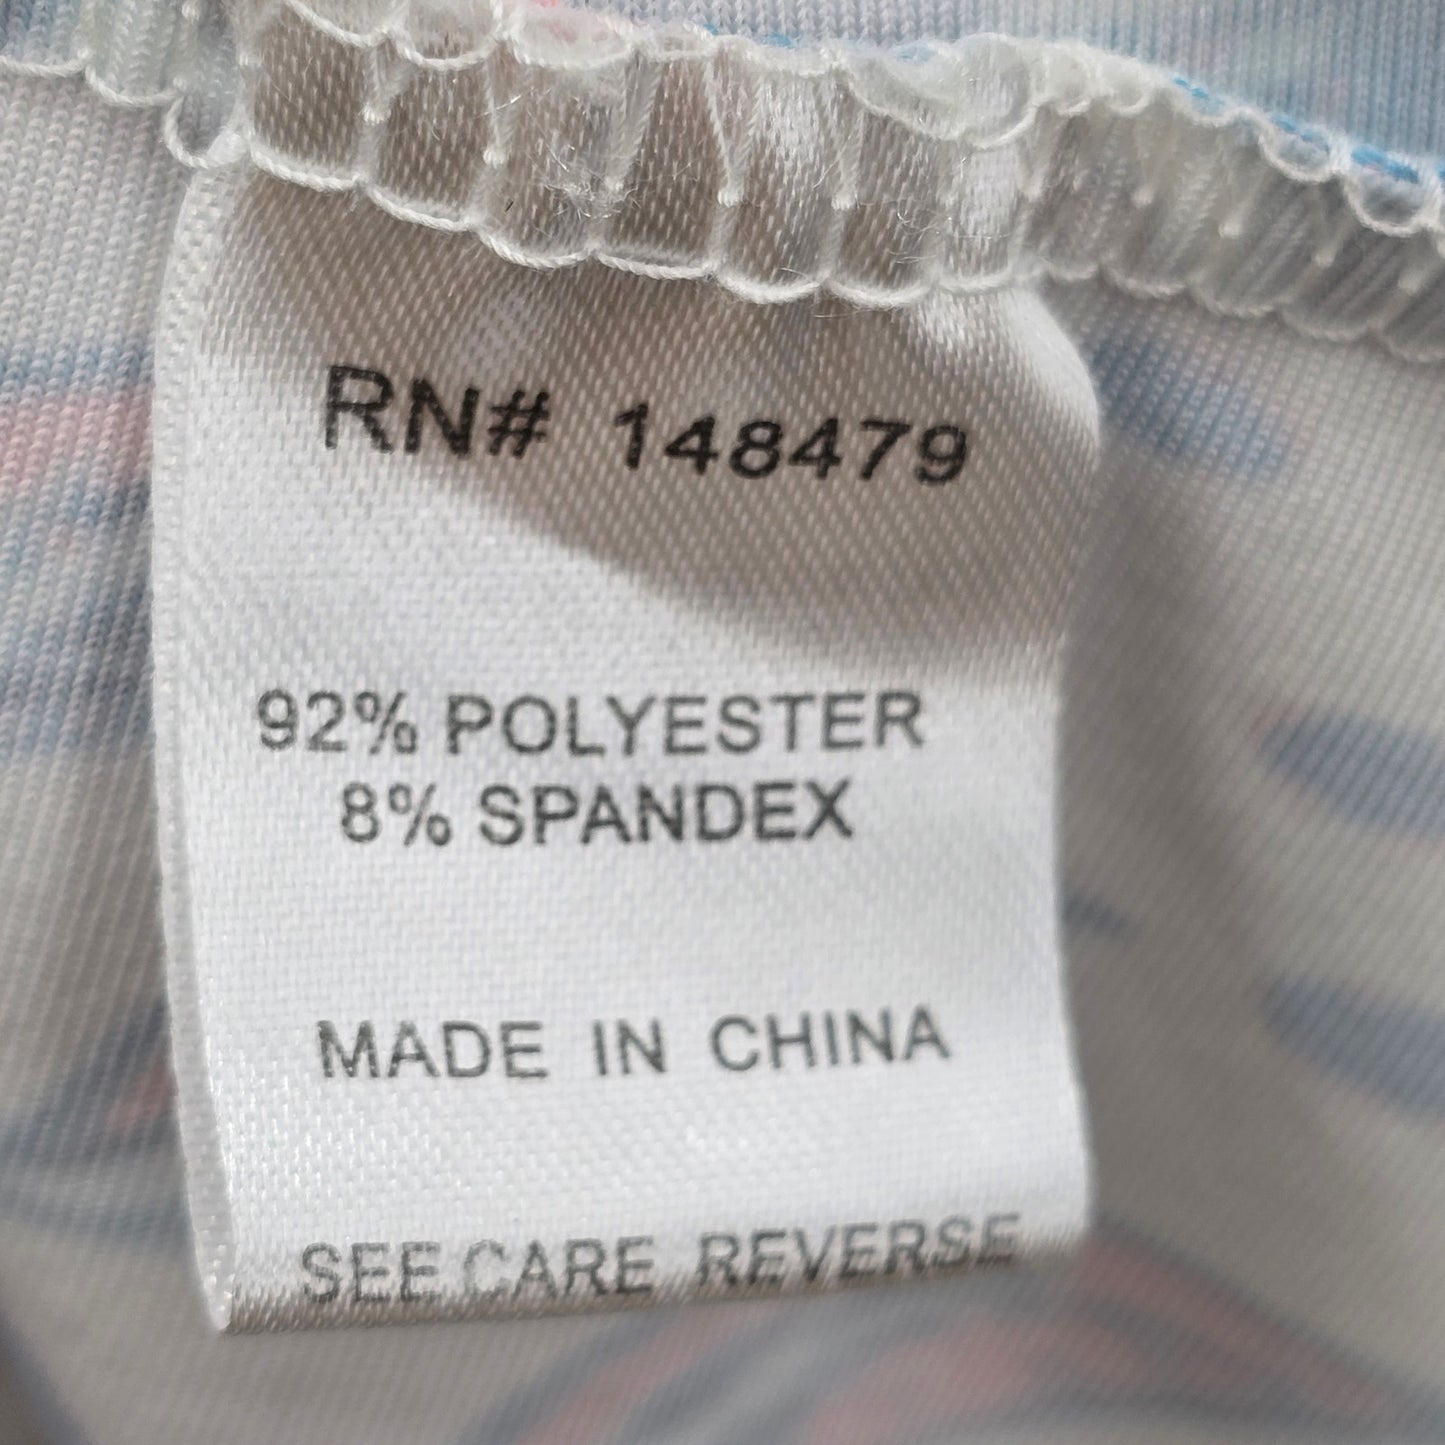 RN# 148479
92% POLYESTER
8% SPANDEX
MADE IN CHINA
SEE CARE REVERSE